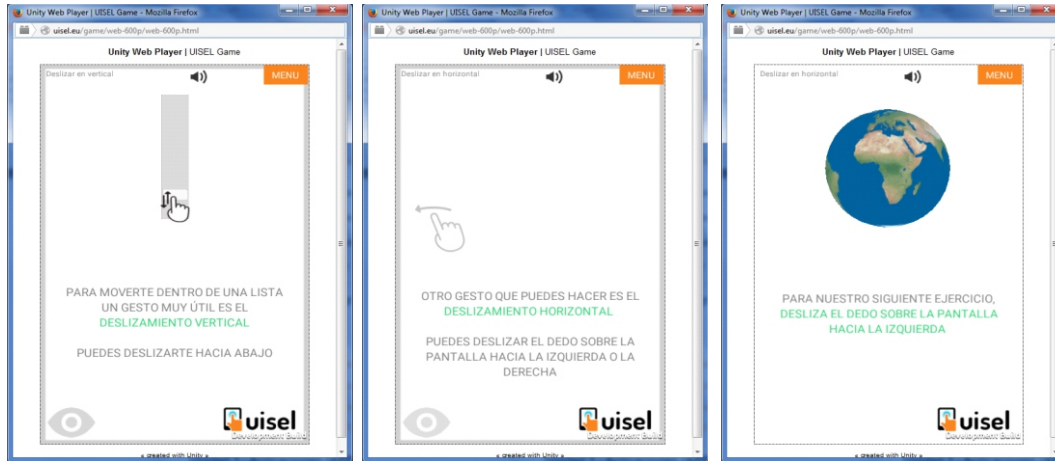 Unity Web Player | UISEL Game - Mozilla Firefox
uisel.eu/game/web-600p/web-600p.html
Unity Web Player | UISEL Game
Deslizar en vertical
MENU
PARA MOVERTE DENTRO DE UNA LISTA
UN GESTO MUY ÚTIL ES EL
DESLIZAMIENTO VERTICAL
PUEDES DESLIZARTE HACIA ABAJO
uisel
Development Build
« created with Unity »
Unity Web Player | UISEL Game - Mozilla Firefox
uisel.eu/game/web-600p/web-600p.html
Unity Web Player | UISEL Game
Deslizar en horizontal
MENU
OTRO GESTO QUE PUEDES HACER ES EL
DESLIZAMIENTO HORIZONTAL
PUEDES DESLIZAR EL DEDO SOBRE LA
PANTALLA HACIA LA IZQUIERDA O LA
DERECHA
uisel
Development Build
« created with Unity »
Unity Web Player | UISEL Game - Mozilla Firefox
uisel.eu/game/web-600p/web-600p.html
Unity Web Player | UISEL Game
Deslizar en horizontal
MENU
PARA NUESTRO SIGUIENTE EJERCICIO,
DESLIZA EL DEDO SOBRE LA PANTALLA
HACIA LA IZQUIERDA
uisel
Development Build
« created with Unity »